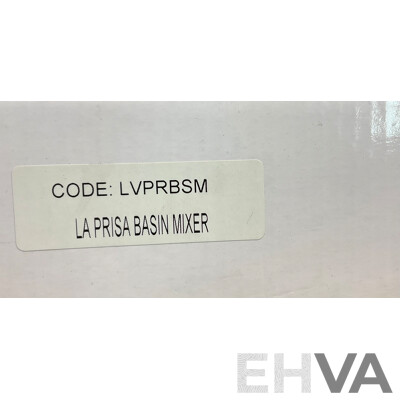 CODE: LVPRBSM
LA PRISA BASIN MIXER
EHVA